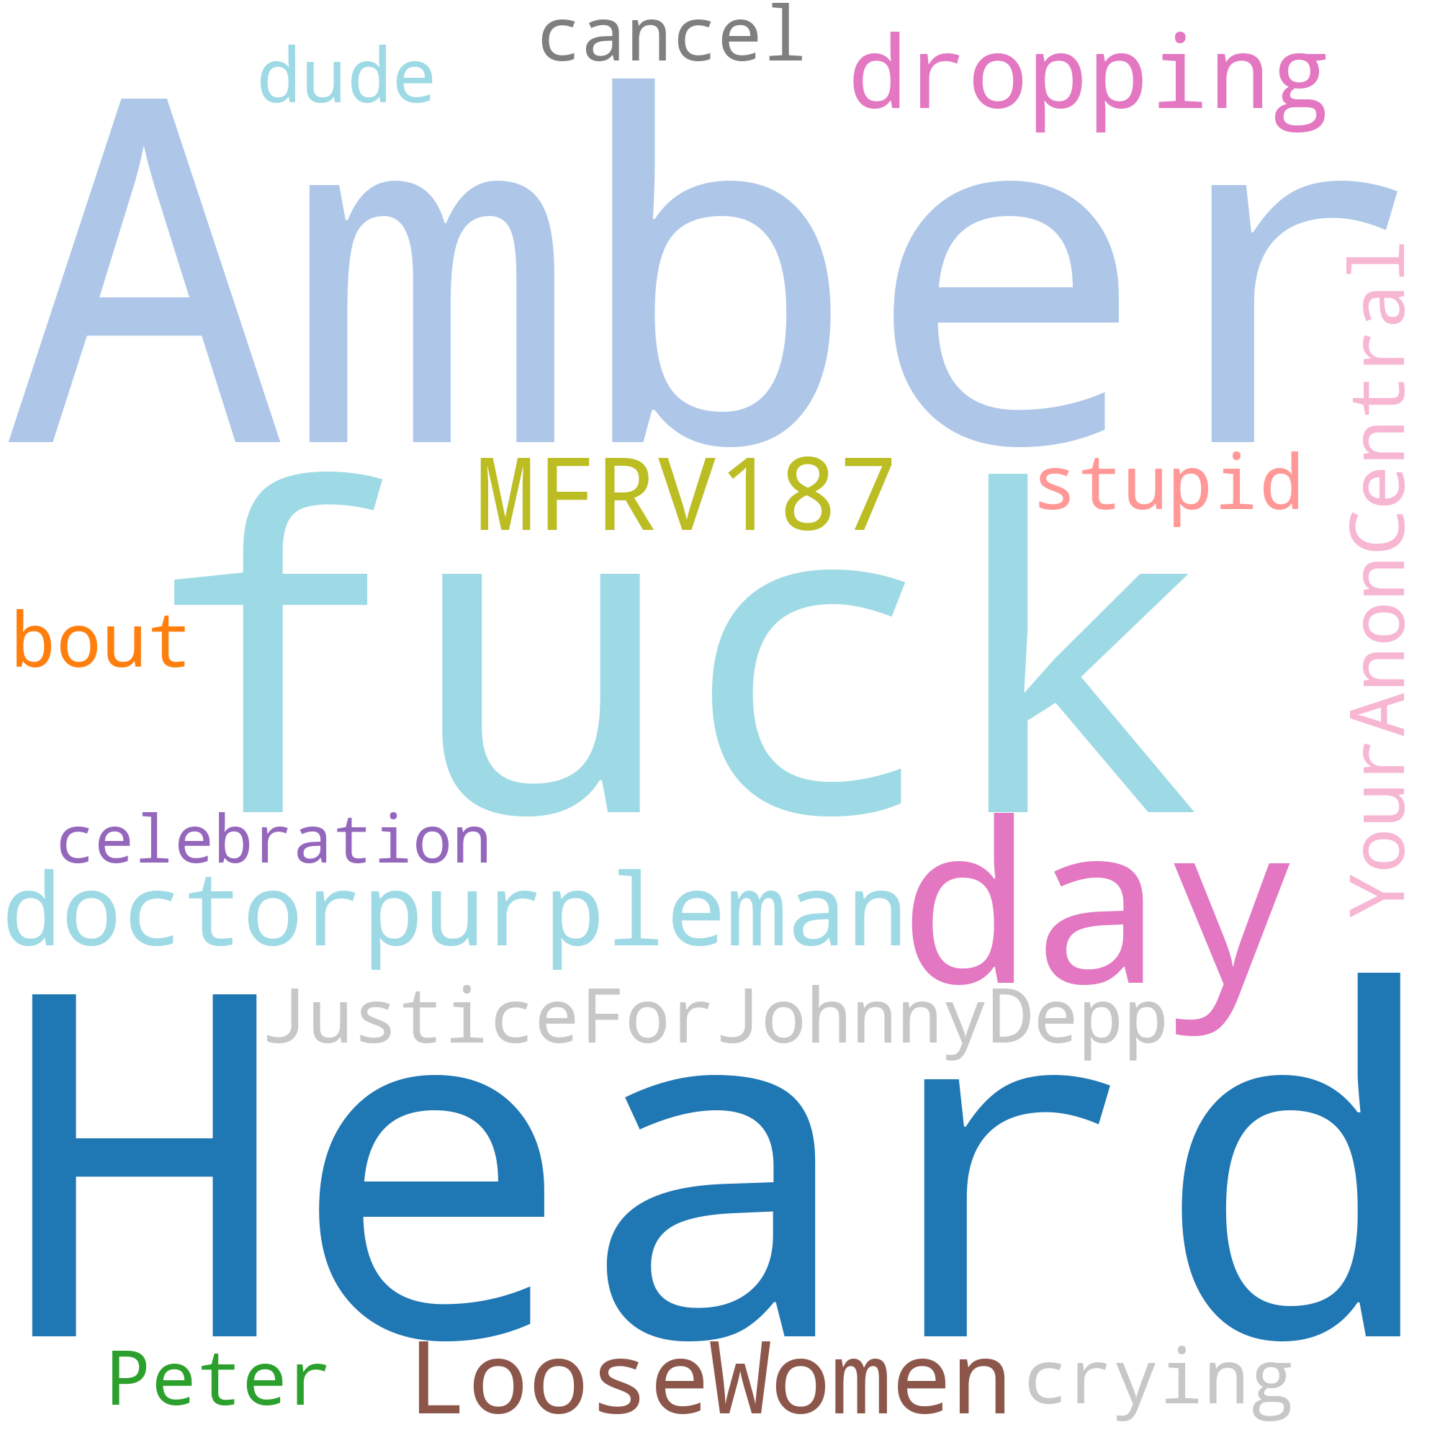 cancel
dude
dropping
Amber
YourAnonCentral
MFRV187
stupid
fuck
bout
celebration
day
doctorpurpleman
JusticeForJohnnyDepp
Heard
Peter
LooseWomen
crying